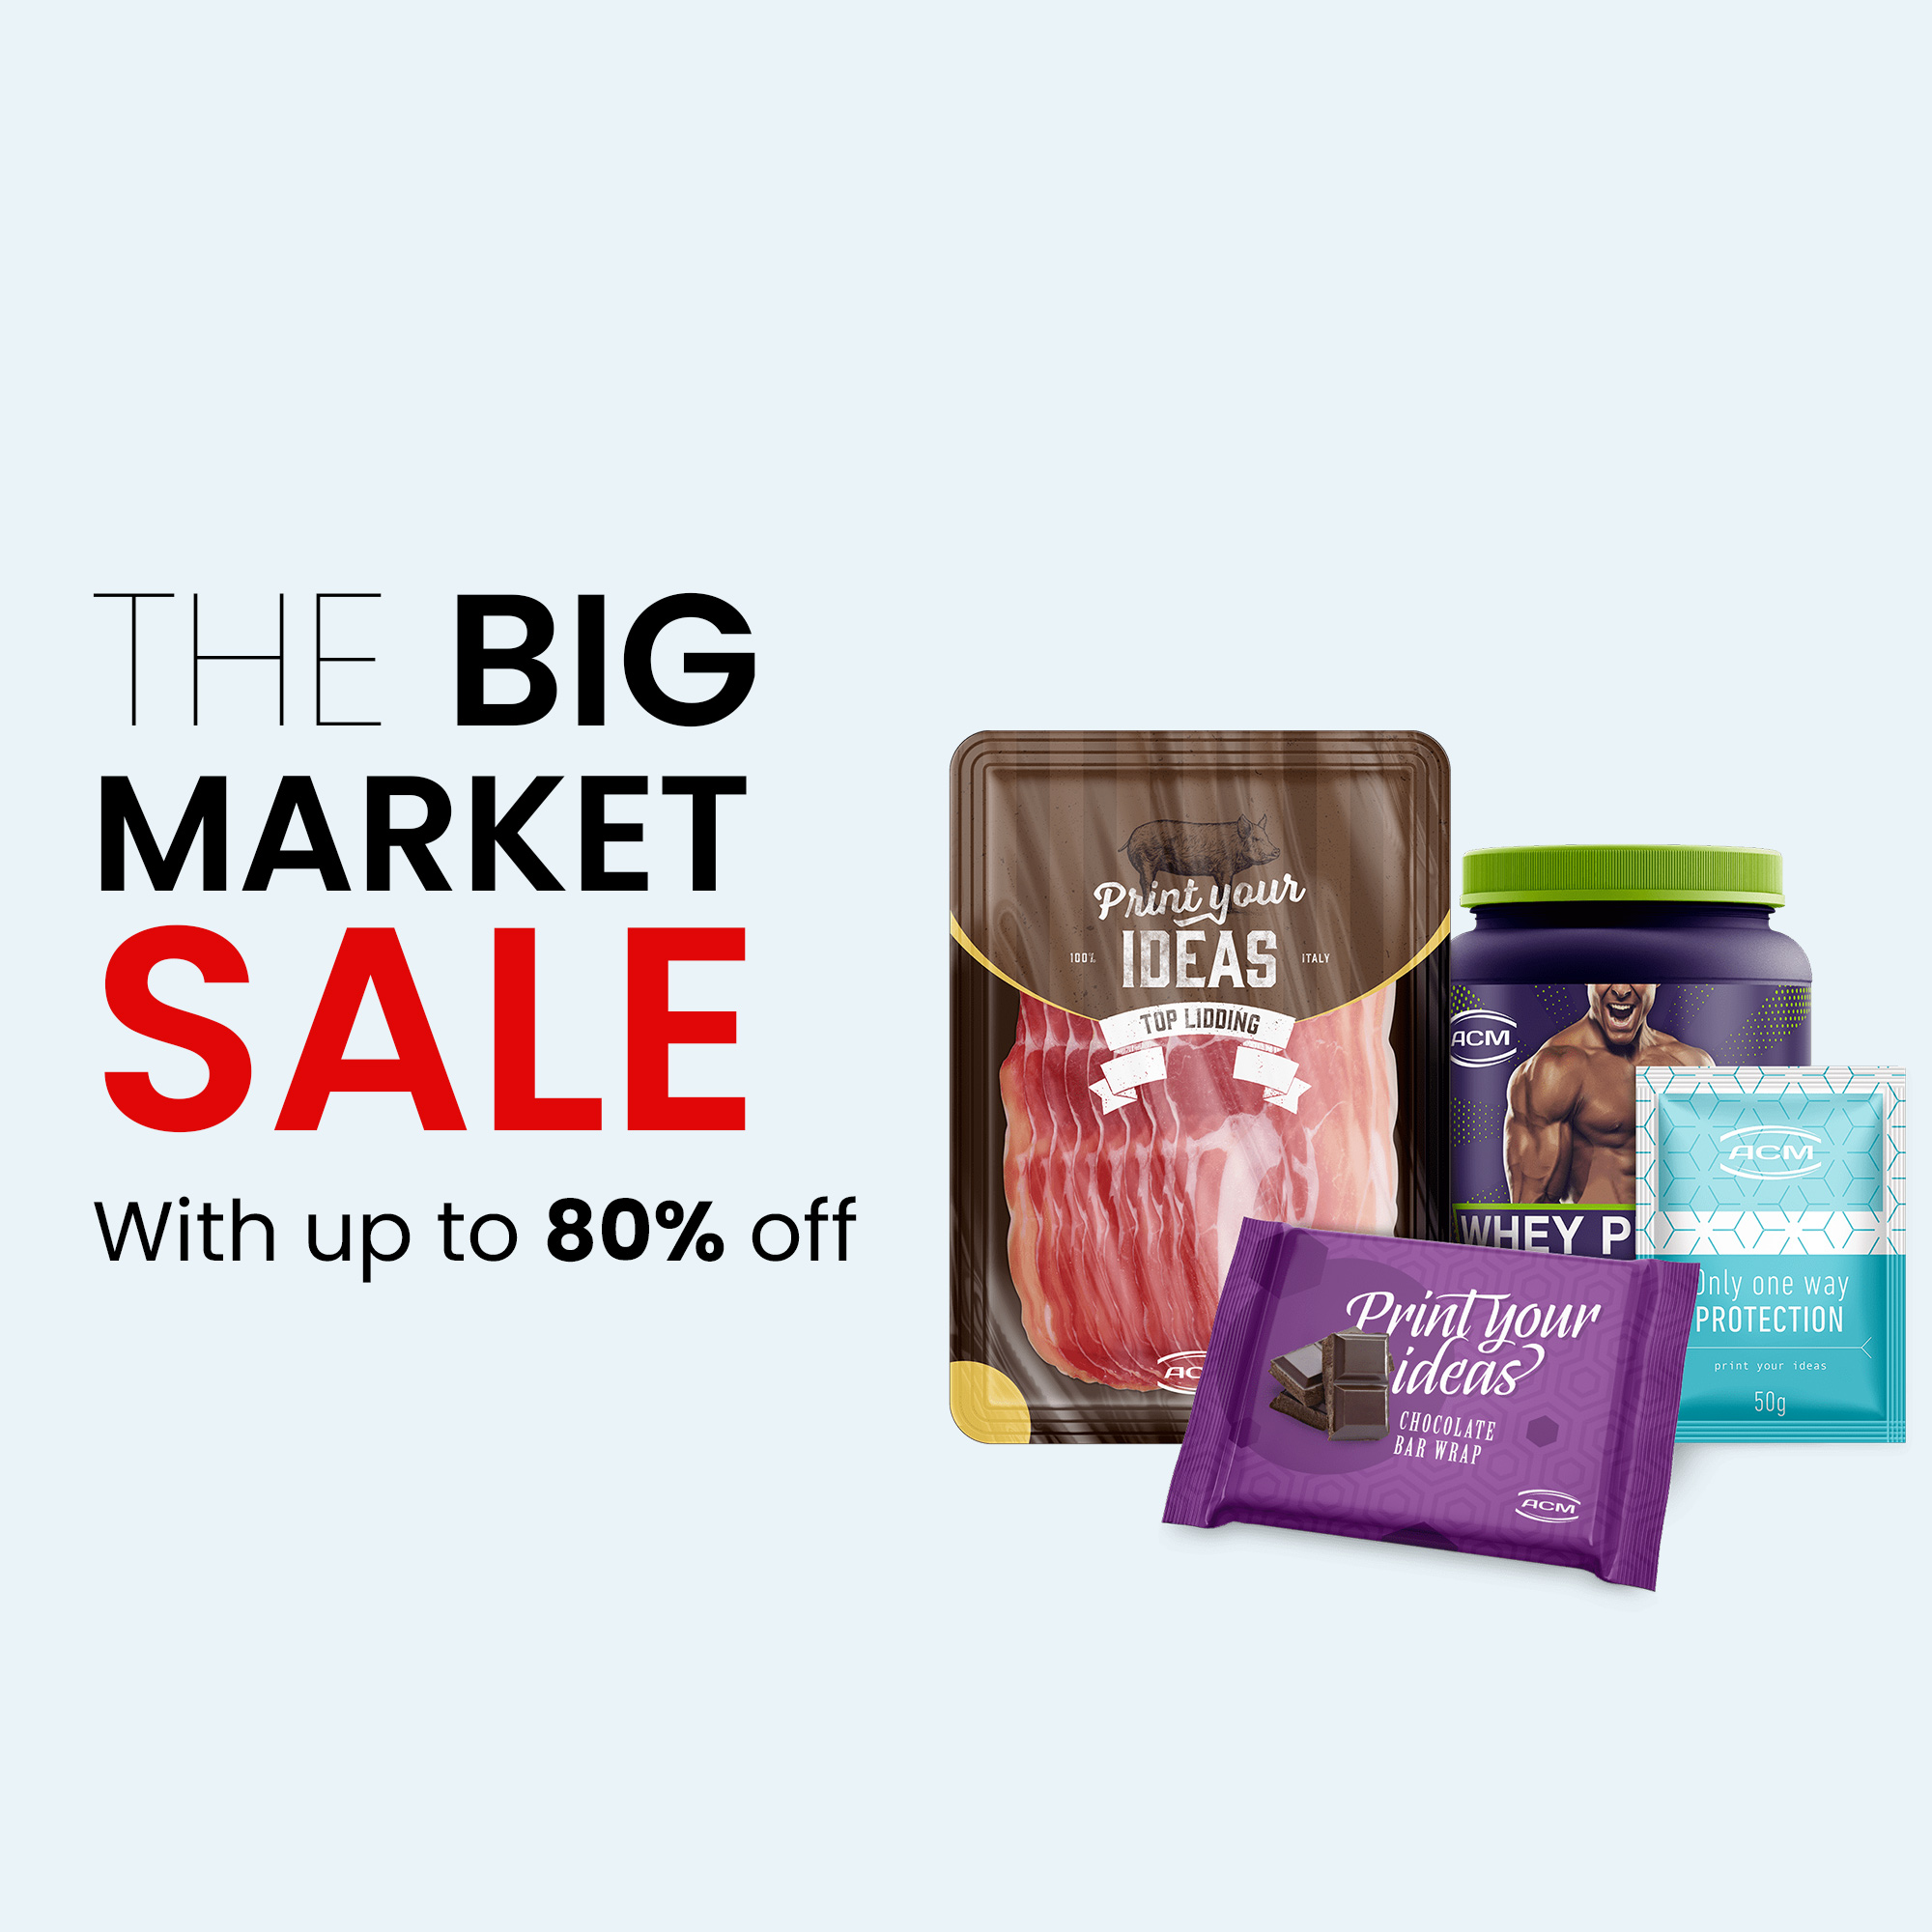 THE BIG
MARKET
SALE
With up to 80% off
Print your
IDEAS
100% ITALY
TOP LIDDING
ACM
WHEY P
ACM
Only one way
PROTECTION
print your ideas
50g
Print your
ideas
CHOCOLATE
BAR WRAP
ACM